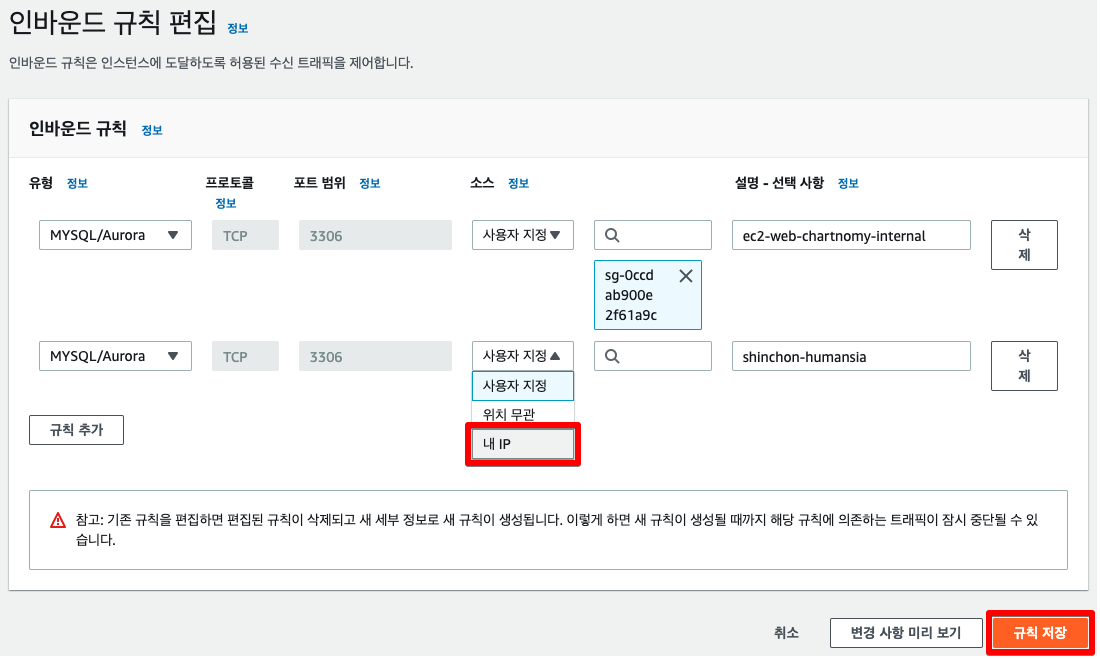 인바운드 규칙 편집 정보
인바운드 규칙은 인스턴스에 도달하도록 허용된 수신 트래픽을 제어합니다.
인바운드 규칙 정보
유형 정보
프로토콜 정보
포트 범위 정보
소스 정보
설명 - 선택 사항 정보
MYSQL/Aurora
TCP
3306
사용자 지정
ec2-web-chartnomy-internal
삭
제
sg-0ccd
ab900e
2f61a9c
MYSQL/Aurora
TCP
3306
사용자 지정
shinchon-humansia
삭
제
사용자 지정
위치 무관
내 IP
규칙 추가
참고: 기존 규칙을 편집하면 편집된 규칙이 삭제되고 새 세부 정보로 새 규칙이 생성됩니다. 이렇게 하면 새 규칙이 생성될 때까지 해당 규칙에 의존하는 트래픽이 잠시 중단될 수 있
습니다.
취소
변경 사항 미리 보기
규칙 저장